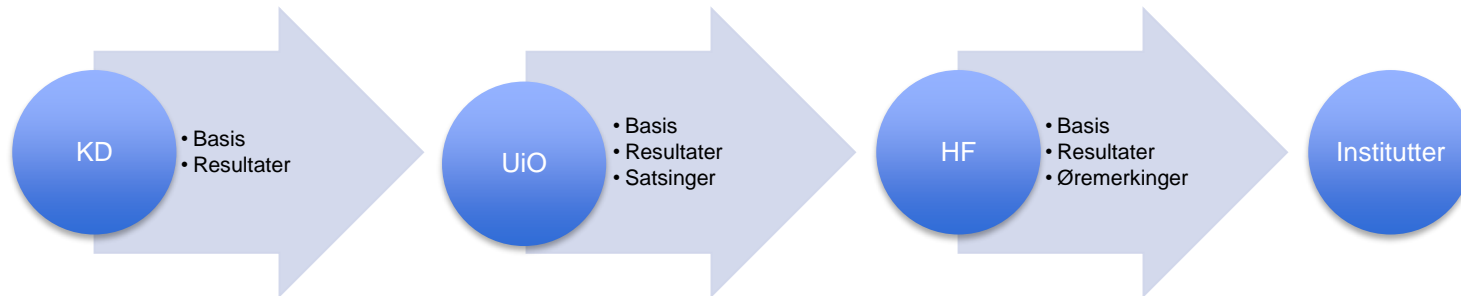 KD
• Basis
• Resultater
UiO
• Basis
• Resultater
• Satsinger
HF
• Basis
• Resultater
• Øremerkinger
Institutter